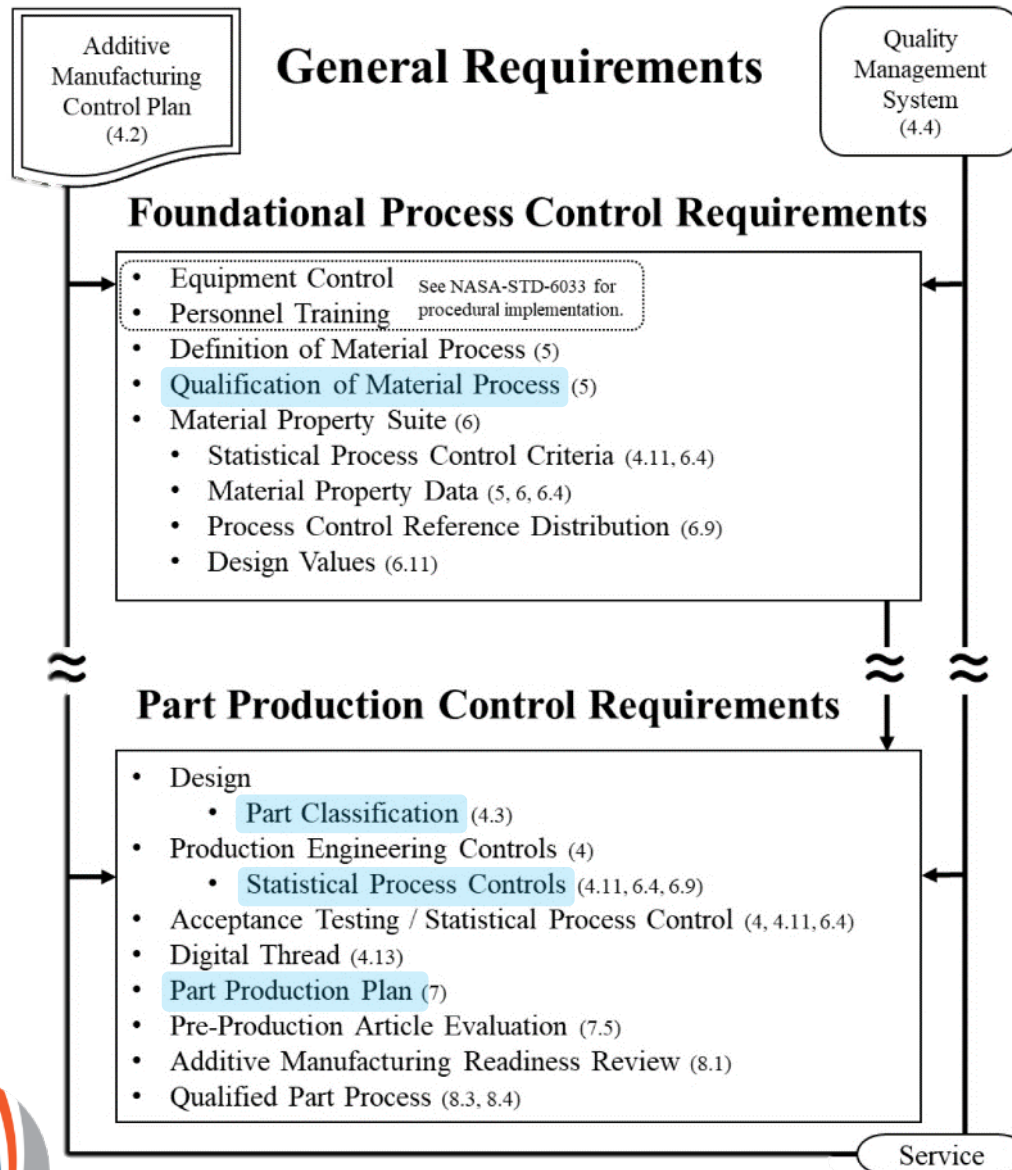 Additive
Manufacturing
Control Plan
(4.2)
General Requirements
Quality
Management
System
(4.4)
Foundational Process Control Requirements
• Equipment Control
• Personnel Training
See NASA-STD-6033 for
procedural implementation.
• Definition of Material Process (5)
• Qualification of Material Process (5)
• Material Property Suite (6)
• Statistical Process Control Criteria (4.11, 6.4)
• Material Property Data (5, 6, 6.4)
• Process Control Reference Distribution (6.9)
• Design Values (6.11)
Part Production Control Requirements
• Design
• Part Classification (4.3)
• Production Engineering Controls (4)
• Statistical Process Controls (4.11, 6.4, 6.9)
• Acceptance Testing / Statistical Process Control (4, 4.11, 6.4)
• Digital Thread (4.13)
• Part Production Plan (7)
• Pre-Production Article Evaluation (7.5)
• Additive Manufacturing Readiness Review (8.1)
• Qualified Part Process (8.3, 8.4)
Service